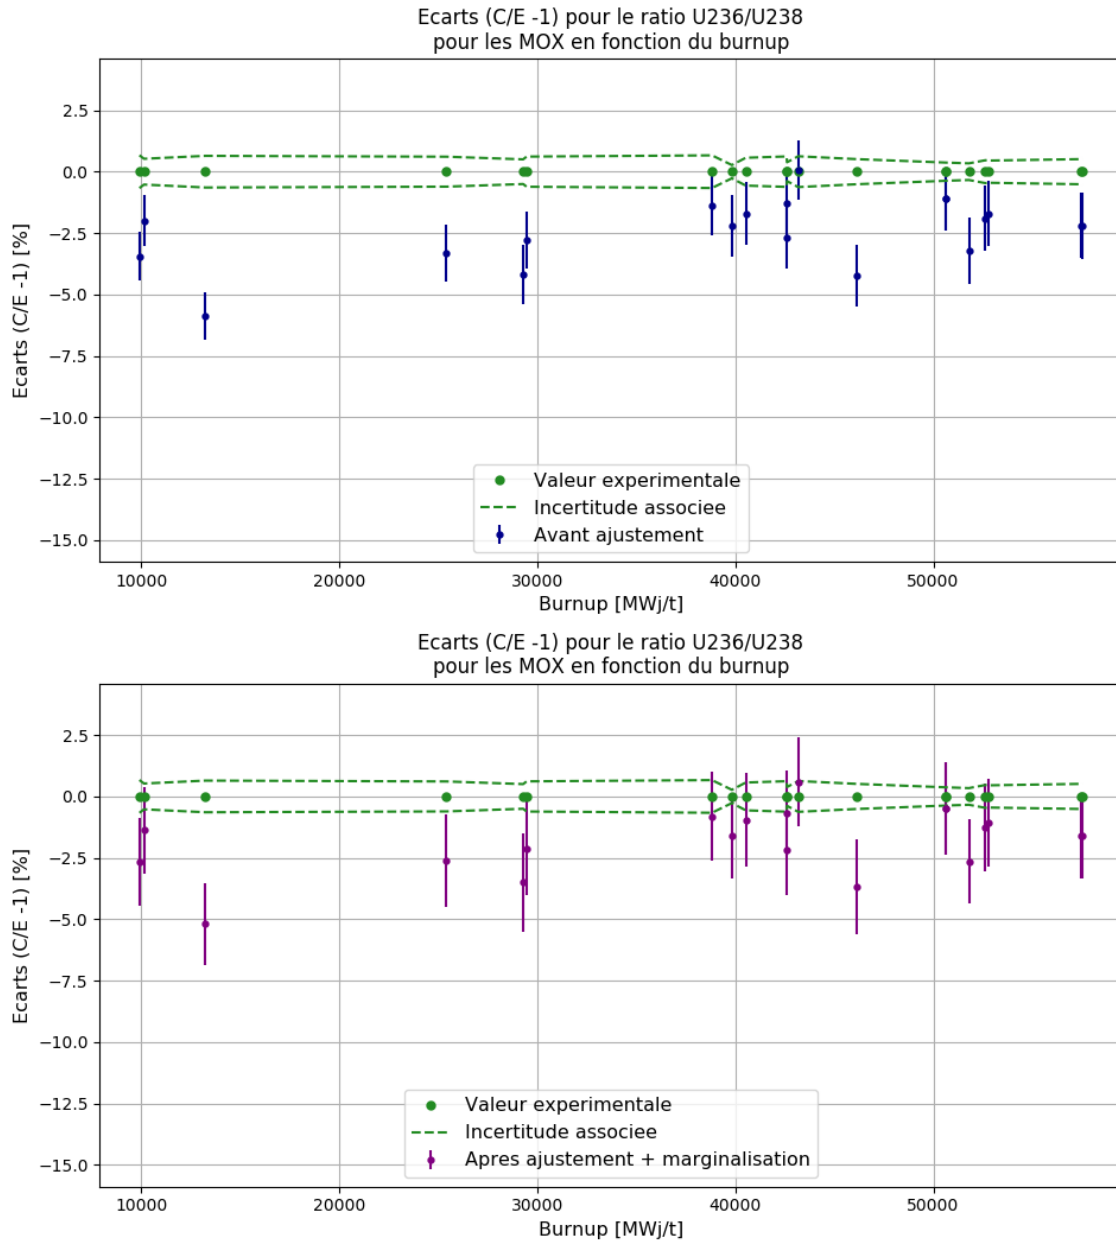 Ecarts (C/E -1) pour le ratio U236/U238
pour les MOX en fonction du burnup
Ecarts (C/E -1) [%]
2.5
0.0
−2.5
−5.0
−7.5
−10.0
−12.5
−15.0
Valeur experimentale
Incertitude associee
Avant ajustement
10000 20000 30000 40000 50000
Burnup [MWj/t]
Ecarts (C/E -1) pour le ratio U236/U238
pour les MOX en fonction du burnup
Ecarts (C/E -1) [%]
2.5
0.0
−2.5
−5.0
−7.5
−10.0
−12.5
−15.0
Valeur experimentale
Incertitude associee
Apres ajustement + marginalisation
10000 20000 30000 40000 50000
Burnup [MWj/t]